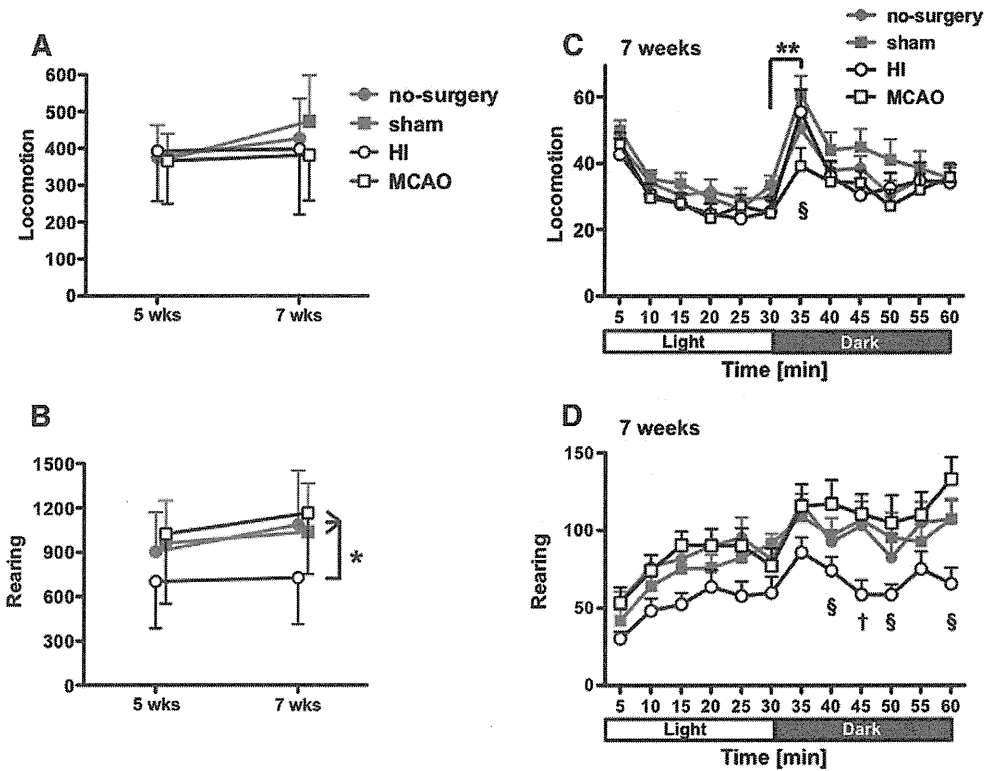 A
600
500
400
300
200
100
0
Locomotion
5 wks
7 wks
no-surgery
sham
HI
MCAO
C
7 weeks
**
no-surgery
sham
HI
MCAO
60
40
20
0
Locomotion
§
5 10 15 20 25 30 35 40 45 50 55 60
Light
Dark
Time [min]
B
1500
1200
900
600
300
0
Rearing
*
5 wks
7 wks
D
7 weeks
150
100
50
0
Rearing
§ † § §
5 10 15 20 25 30 35 40 45 50 55 60
Light
Dark
Time [min]